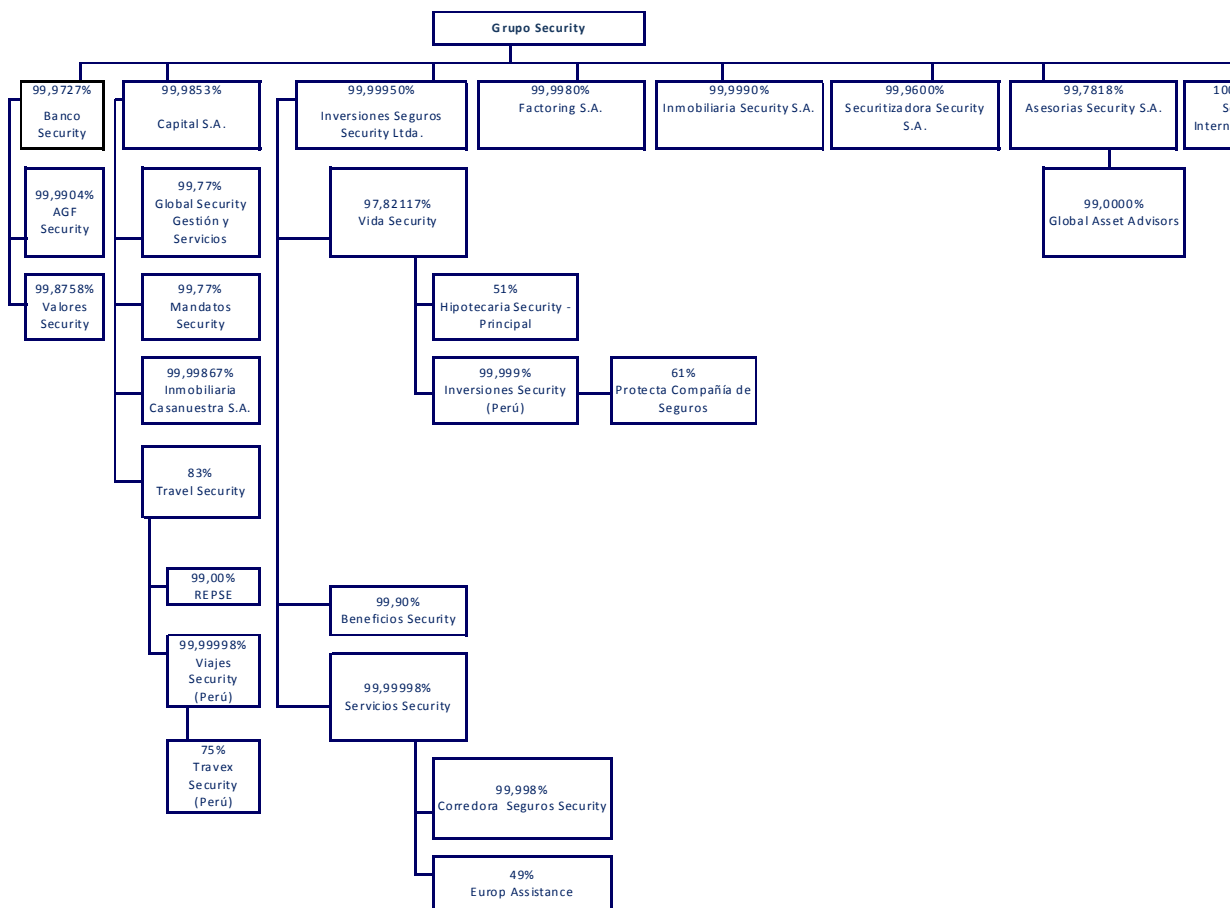 Grupo Security
99,9727%
Banco
Security
99,9853%
Capital S.A.
99,99950%
Inversiones Seguros
Security Ltda.
99,9980%
Factoring S.A.
99,9990%
Inmobiliaria Security S.A.
99,9600%
Securitizadora Security
S.A.
99,7818%
Asesorias Security S.A.
99,9904%
AGF
Security
99,77%
Global Security
Gestión y
Servicios
97,82117%
Vida Security
99,0000%
Global Asset Advisors
99,8758%
Valores
Security
99,77%
Mandatos
Security
51%
Hipotecaria Security -
Principal
99,99867%
Inmobiliaria
Casanuestra S.A.
99,999%
Inversiones Security
(Perú)
61%
Protecta Compañía de
Seguros
83%
Travel Security
99,00%
REPSE
99,90%
Beneficios Security
99,99998%
Viajes
Security
(Perú)
99,99998%
Servicios Security
75%
Travex
Security
(Perú)
99,998%
Corredora Seguros Security
49%
Europ Assistance